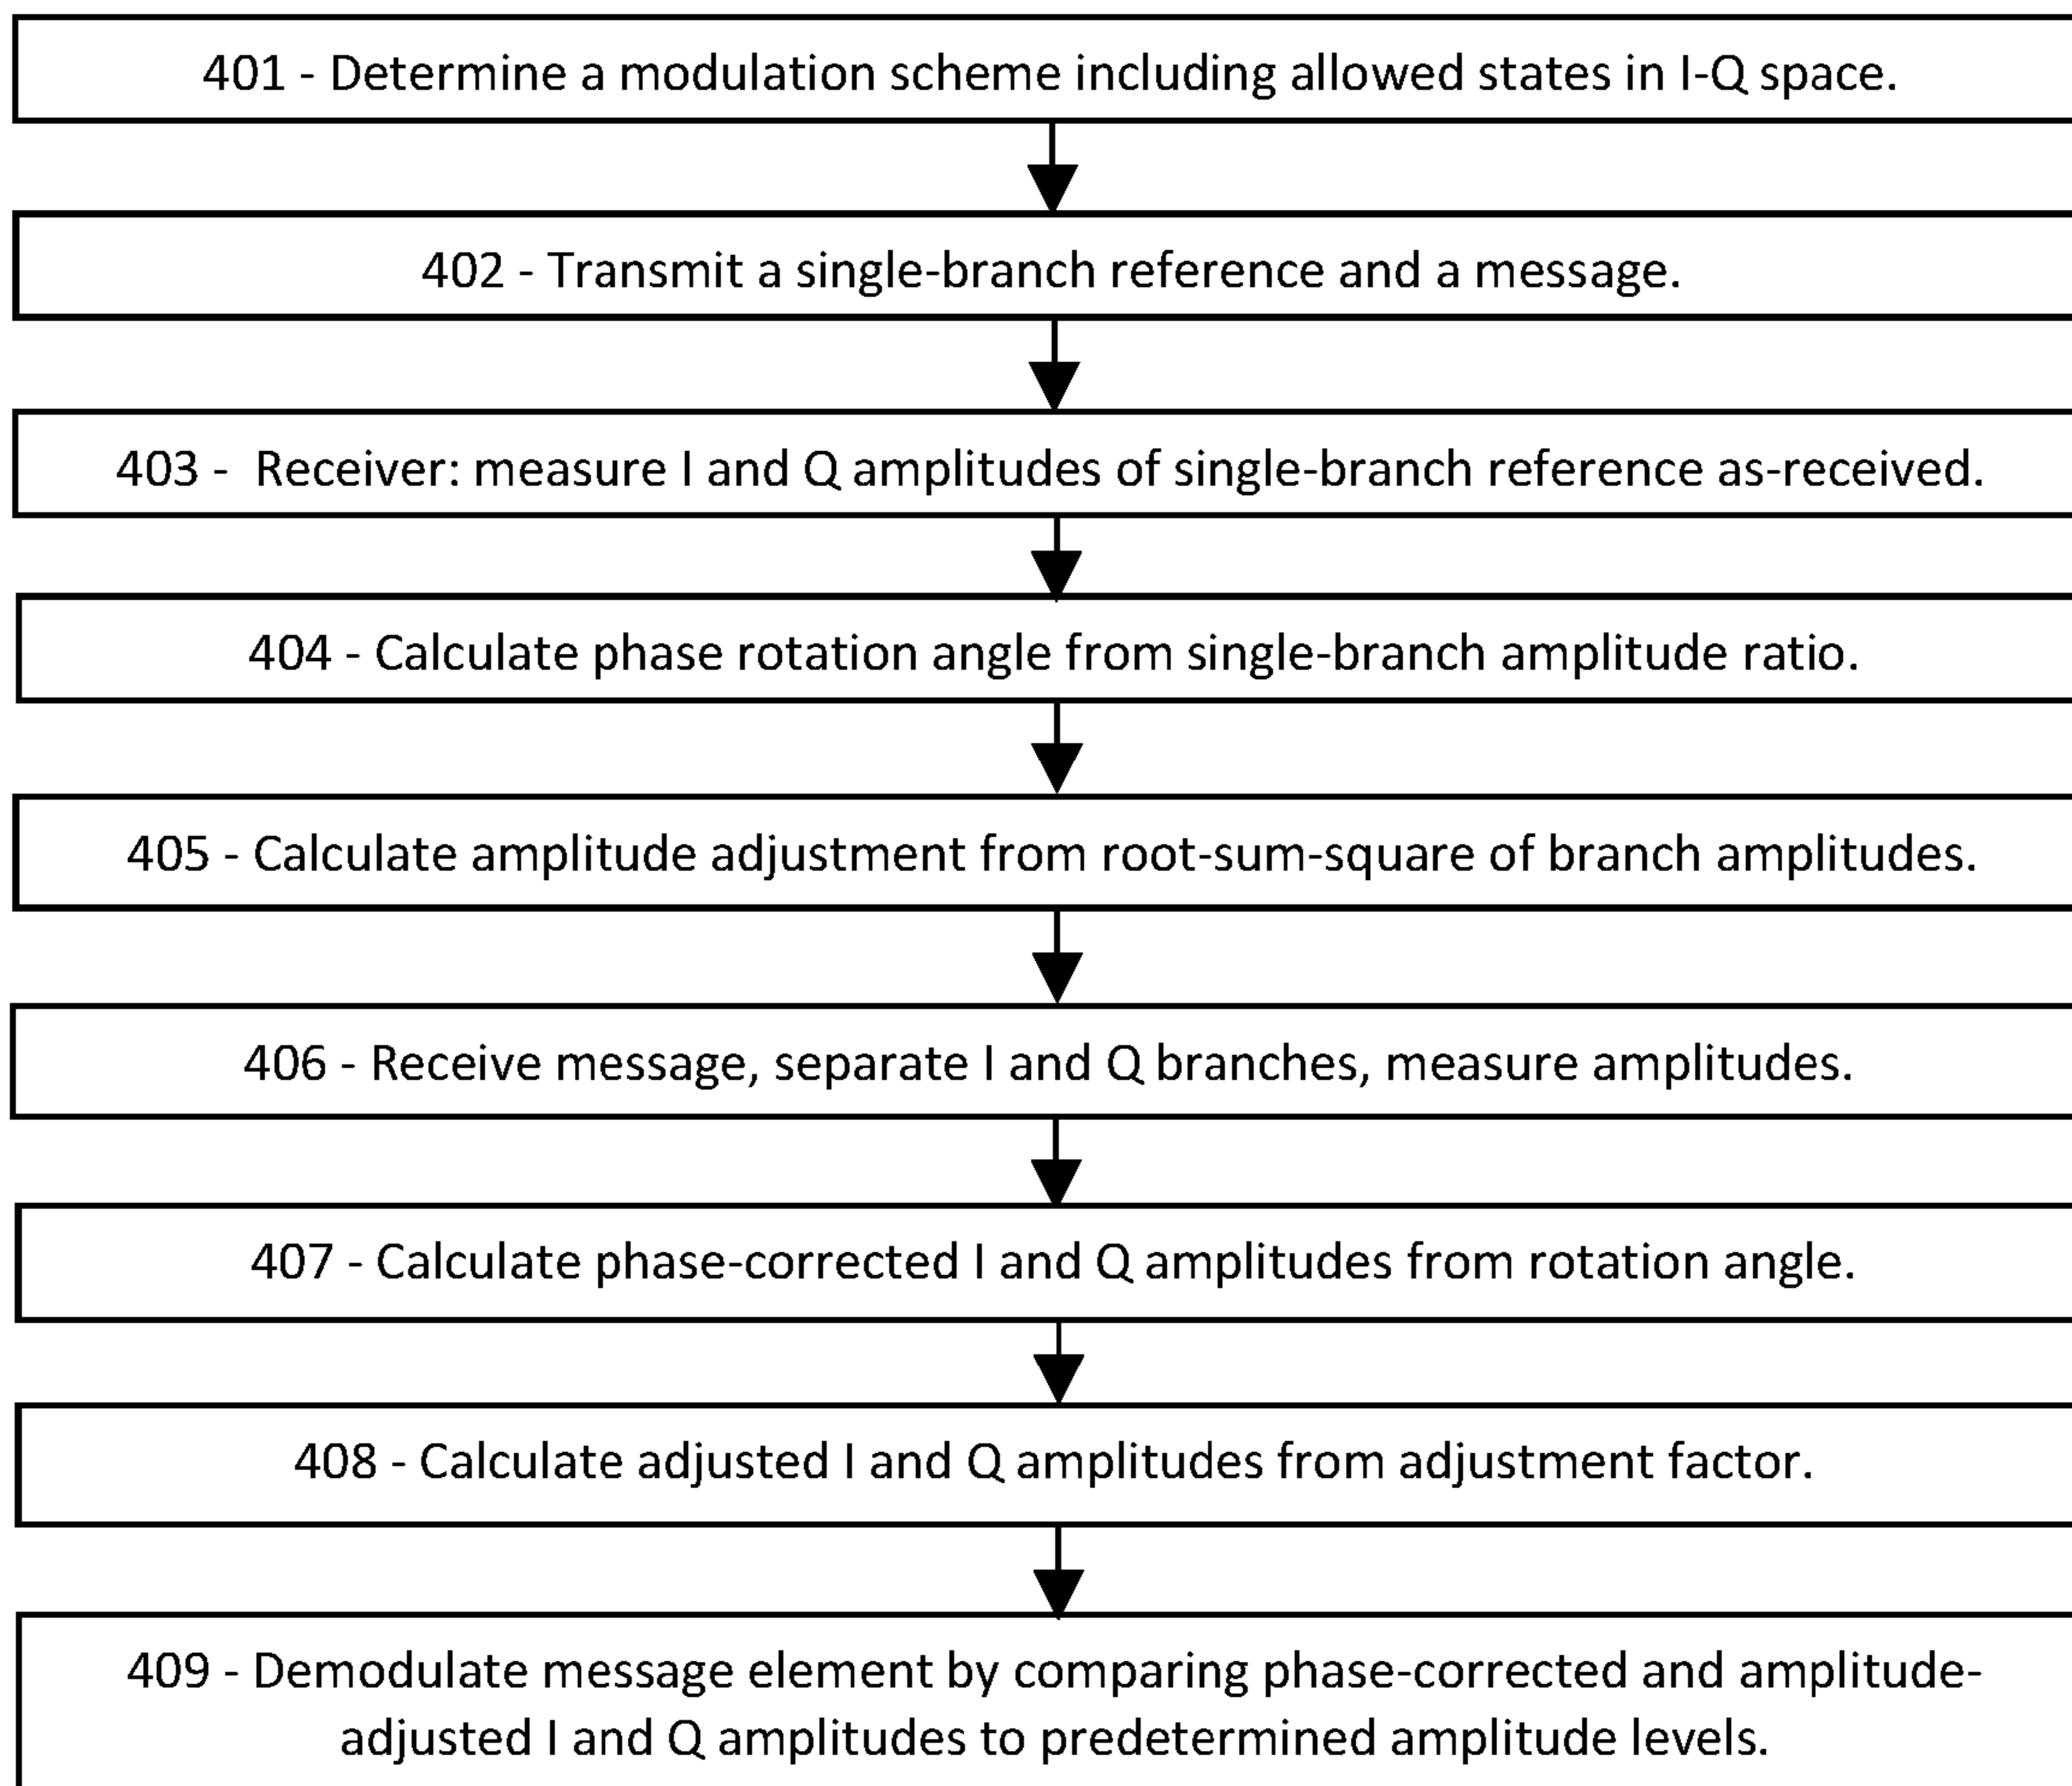 401 - Determine a modulation scheme including allowed states in I-Q space.
402 - Transmit a single-branch reference and a message.
403 -  Receiver: measure I and Q amplitudes of single-branch reference as-received.
404 - Calculate phase rotation angle from single-branch amplitude ratio.
405 - Calculate amplitude adjustment from root-sum-square of branch amplitudes.
406 - Receive message, separate I and Q branches, measure amplitudes.
407 - Calculate phase-corrected I and Q amplitudes from rotation angle.
408 - Calculate adjusted I and Q amplitudes from adjustment factor.
409 - Demodulate message element by comparing phase-corrected and amplitude-
adjusted I and Q amplitudes to predetermined amplitude levels.